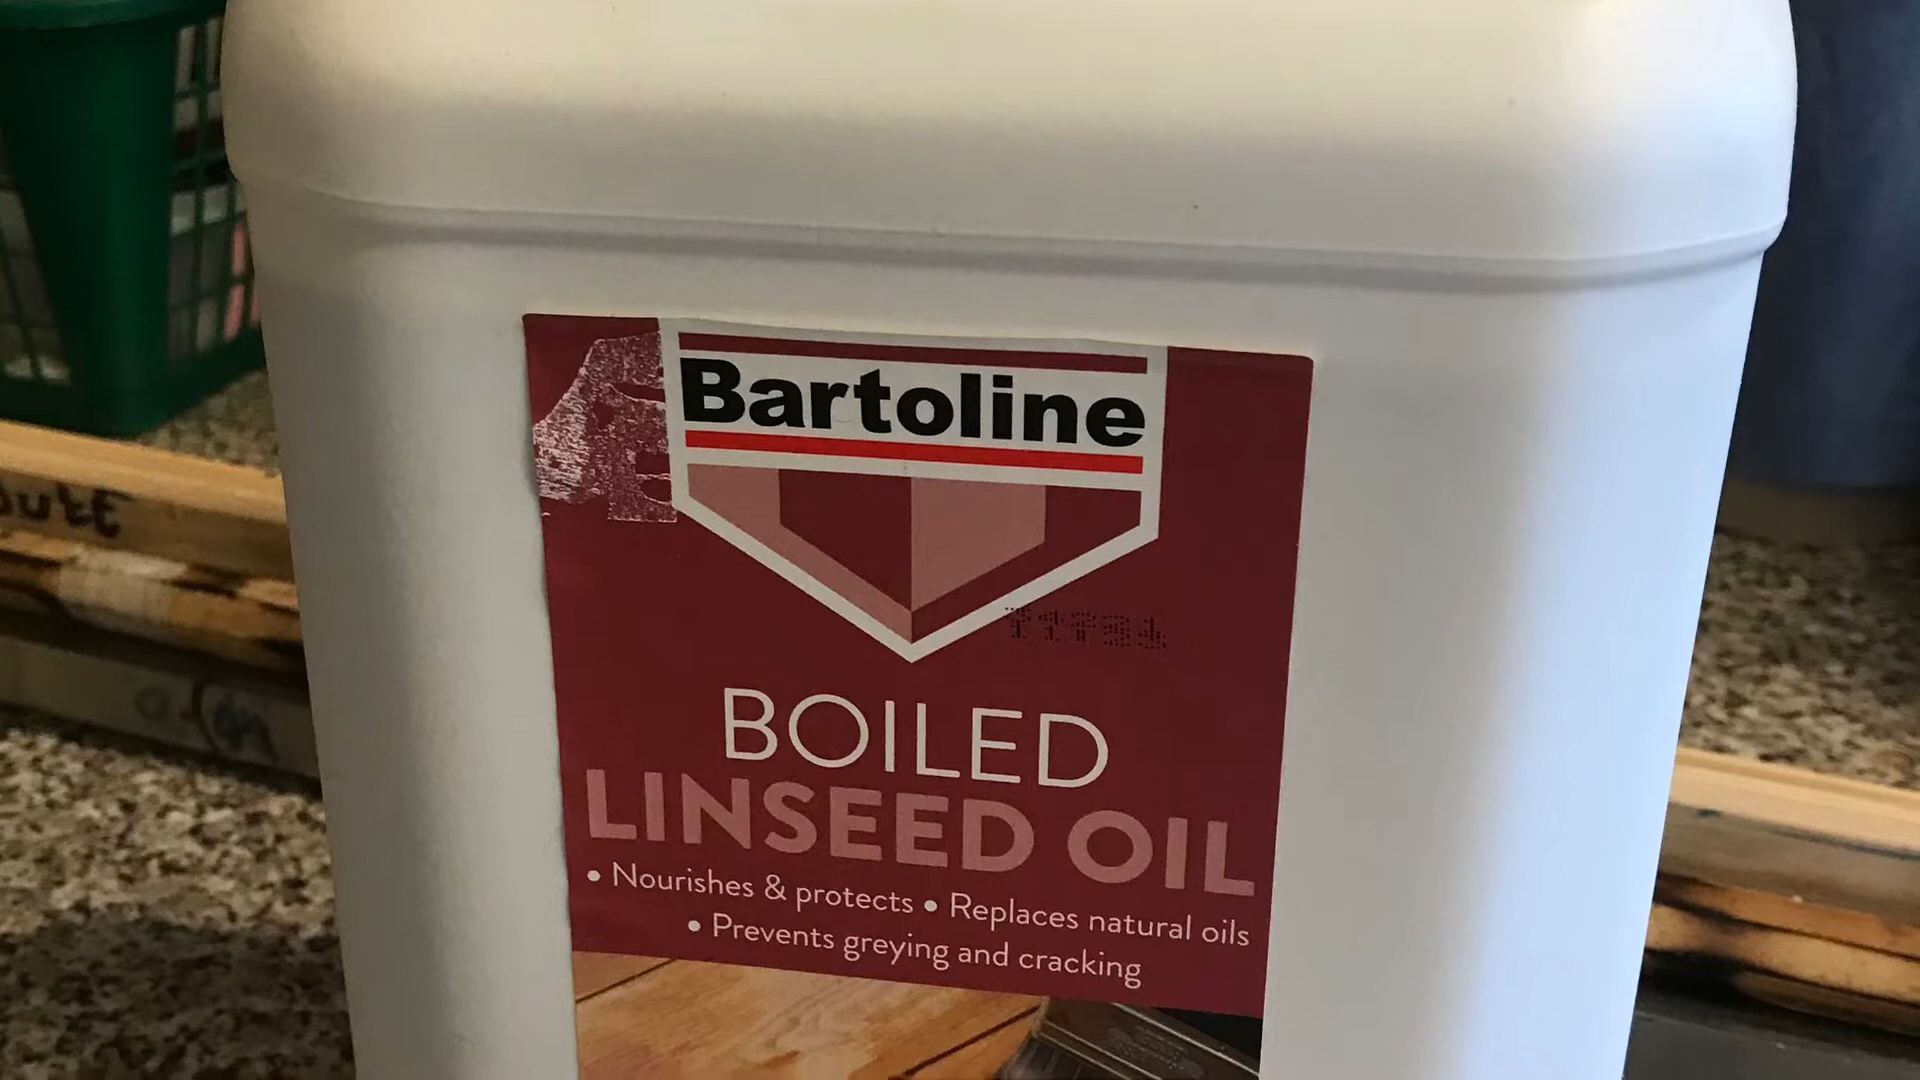 Bartoline
BOILED
LINSEED OIL
• Nourishes & protects • Replaces natural oils
• Prevents greying and cracking